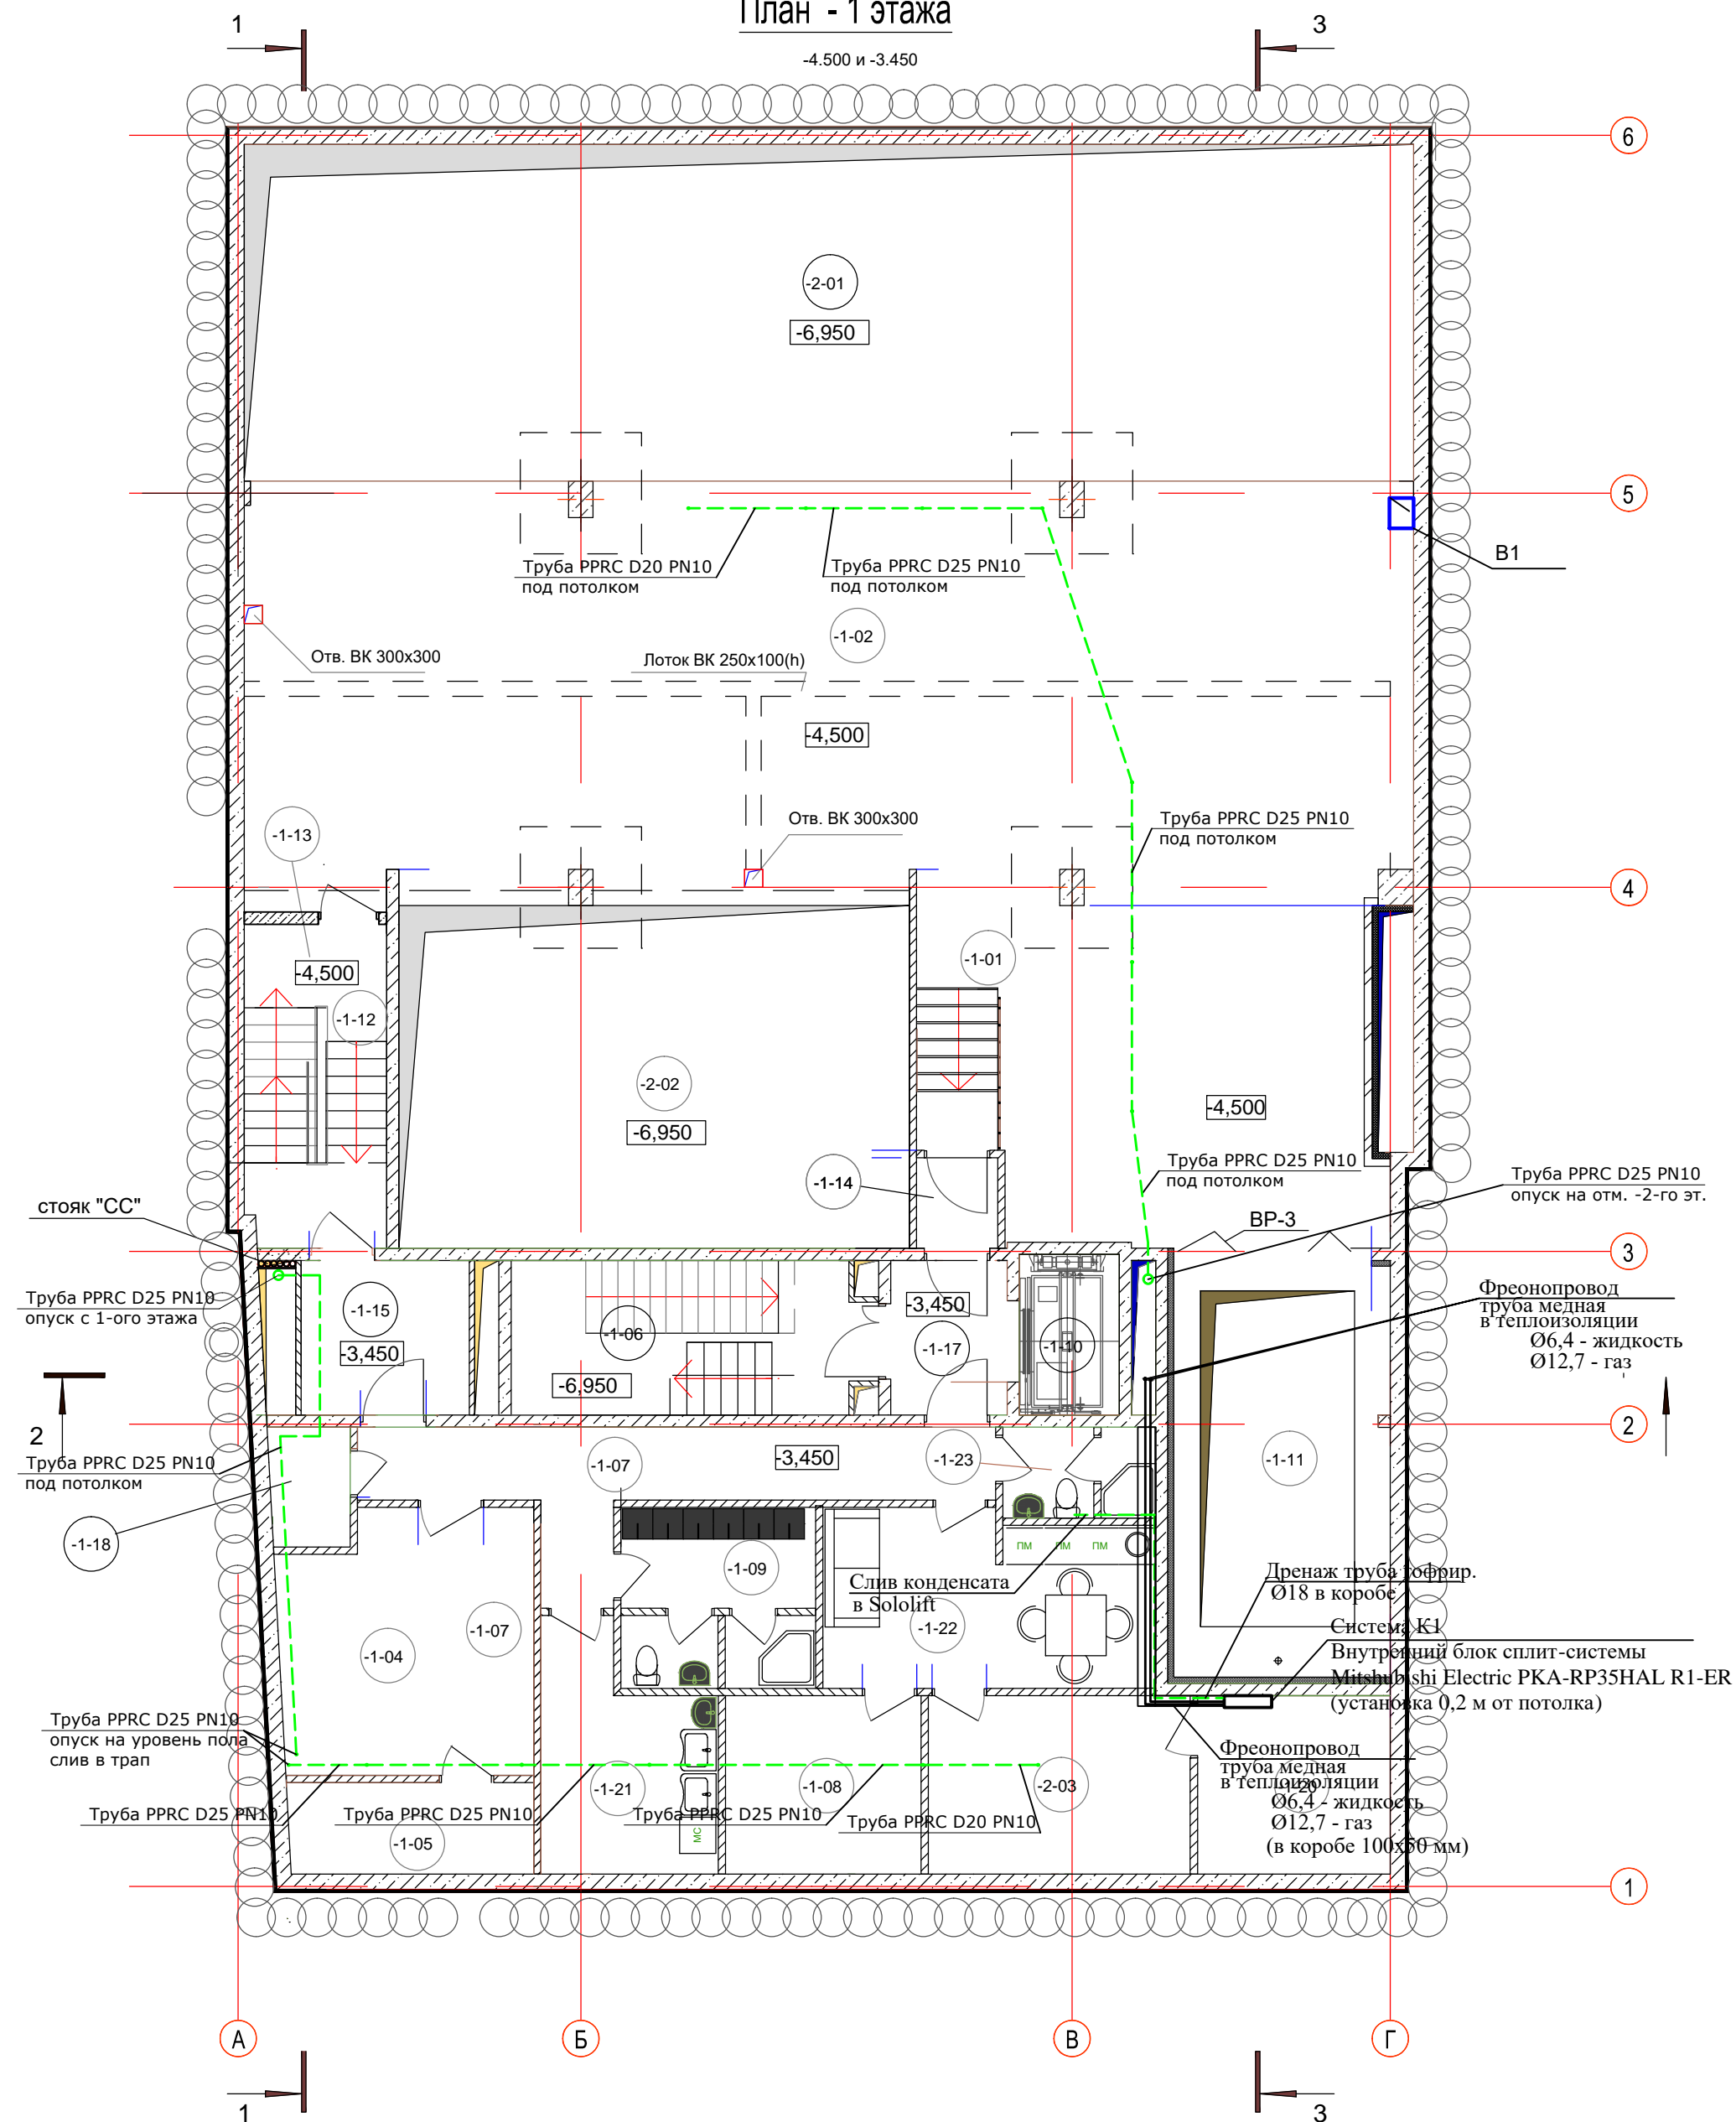 План - 1 этажа
-4.500 и -3.450
1
3
6
-2-01
-6,950
5
В1
Труба PPRC D20 PN10
под потолком
Труба PPRC D25 PN10
под потолком
-1-02
Отв. ВК 300х300
Лоток ВК 250х100(h)
-4,500
Отв. ВК 300х300
Труба PPRC D25 PN10
под потолком
-1-13
4
-4,500
-1-01
-1-12
-2-02
-6,950
-4,500
-1-14
Труба PPRC D25 PN10
под потолком
Труба PPRC D25 PN10
опуск на отм. -2-го эт.
стояк "СС"
ВР-3
3
Труба PPRC D25 PN10
опуск с 1-ого этажа
-1-15
-3,450
-1-06
-6,950
-3,450
-1-17
-1-10
Фреонопровод
труба медная
в теплоизоляции
Ø6,4 - жидкость
Ø12,7 - газ
2
2
Труба PPRC D25 PN10
под потолком
-1-07
-3,450
-1-23
-1-11
-1-18
ПМ
ПМ
ПМ
-1-09
Слив конденсата
в Sololift
Дренаж труба гофрир.
Ø18 в коробе
-1-07
-1-04
-1-22
Система К1
Внутренний блок сплит-системы
Mitshubishi Electric PKA-RP35HAL R1-ER
(установка 0,2 м от потолка)
Труба PPRC D25 PN10
опуск на уровень пола
слив в трап
Фреонопровод
труба медная
в теплоизоляции
Ø6,4 - жидкость
Ø12,7 - газ
(в коробе 100х50 мм)
-1-21
-1-08
-2-03
-1-20
Труба PPRC D25 PN10
Труба PPRC D25 PN10
Труба PPRC D25 PN10
Труба PPRC D20 PN10
МС
-1-05
1
А
Б
В
Г
1
3